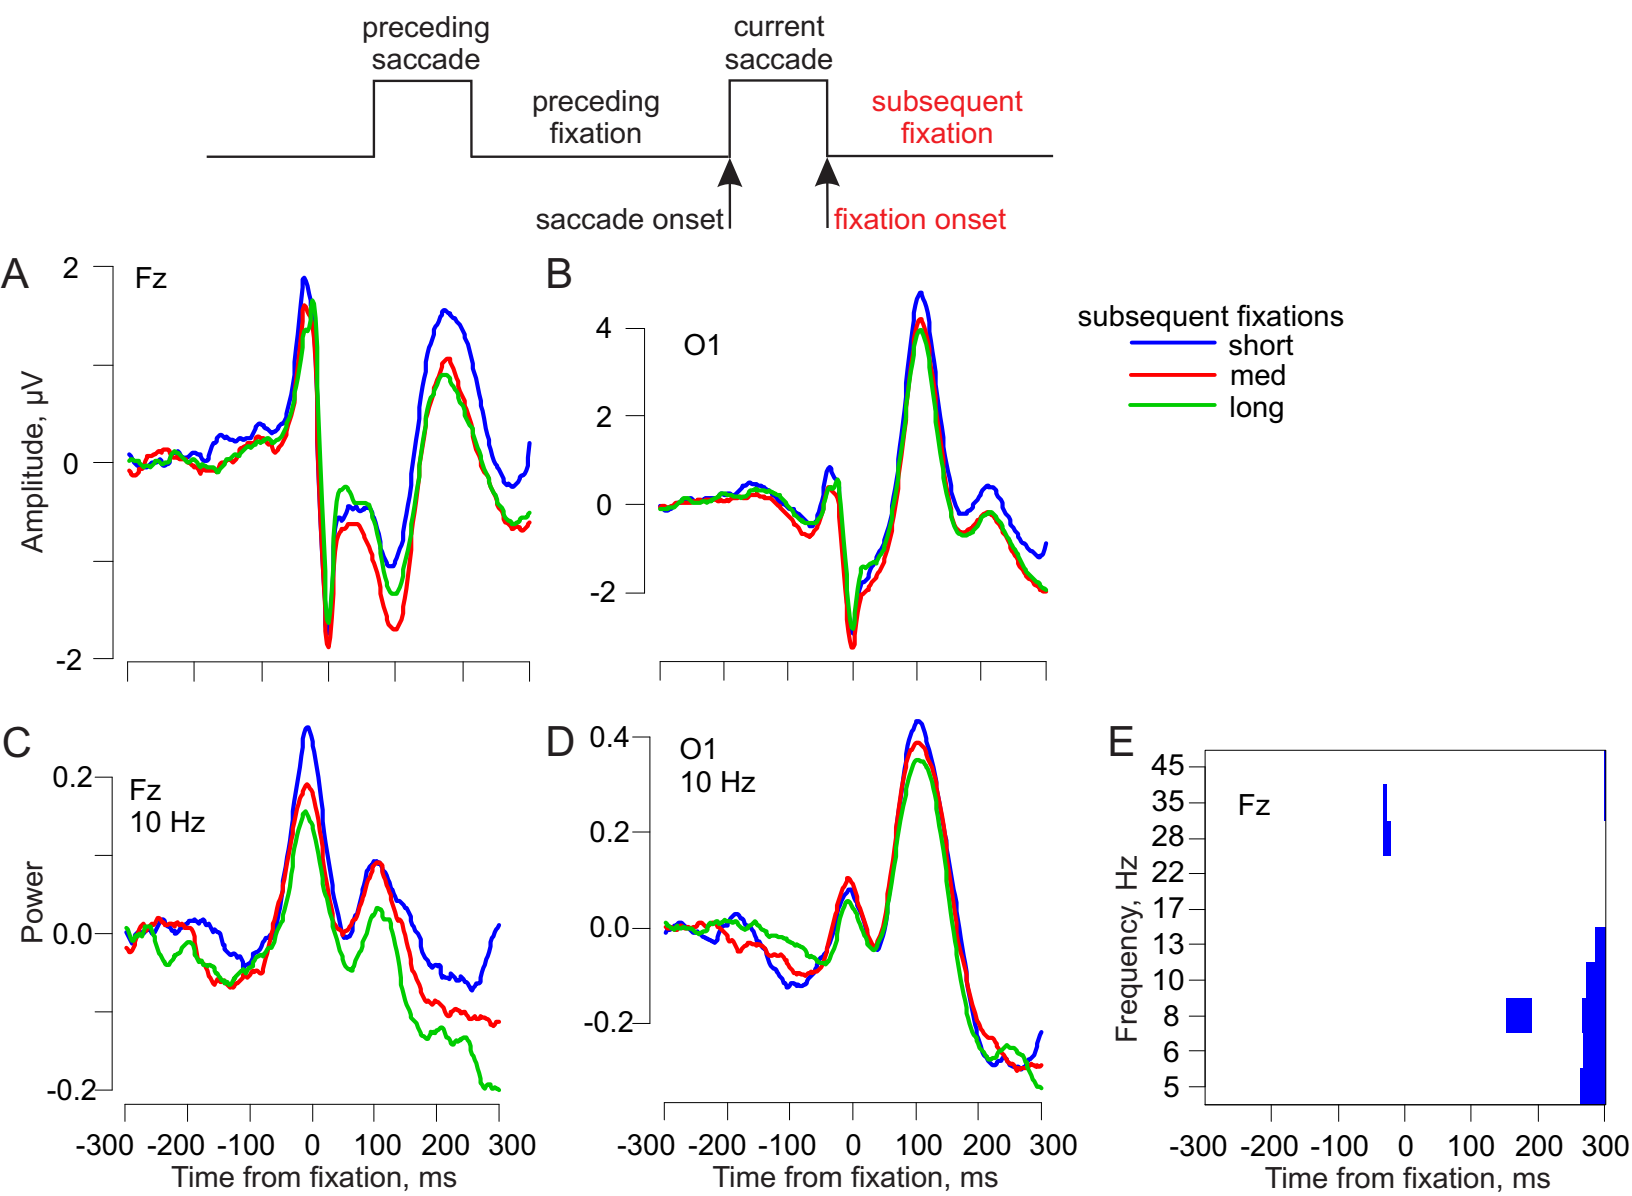 preceding
saccade
current
saccade
preceding
fixation
subsequent
fixation
saccade onset
fixation onset
A
Fz
2
0
-2
Amplitude, µV
B
O1
4
2
0
-2
subsequent fixations
short
med
long
C
Fz
10 Hz
0.2
0.0
-0.2
Power
-300 -200 -100 0 100 200 300
Time from fixation, ms
D
O1
10 Hz
0.4
0.2
0.0
-0.2
-300 -200 -100 0 100 200 300
Time from fixation, ms
E
Fz
45
35
28
22
17
13
10
8
6
5
Frequency, Hz
-300 -200 -100 0 100 200 300
Time from fixation, ms